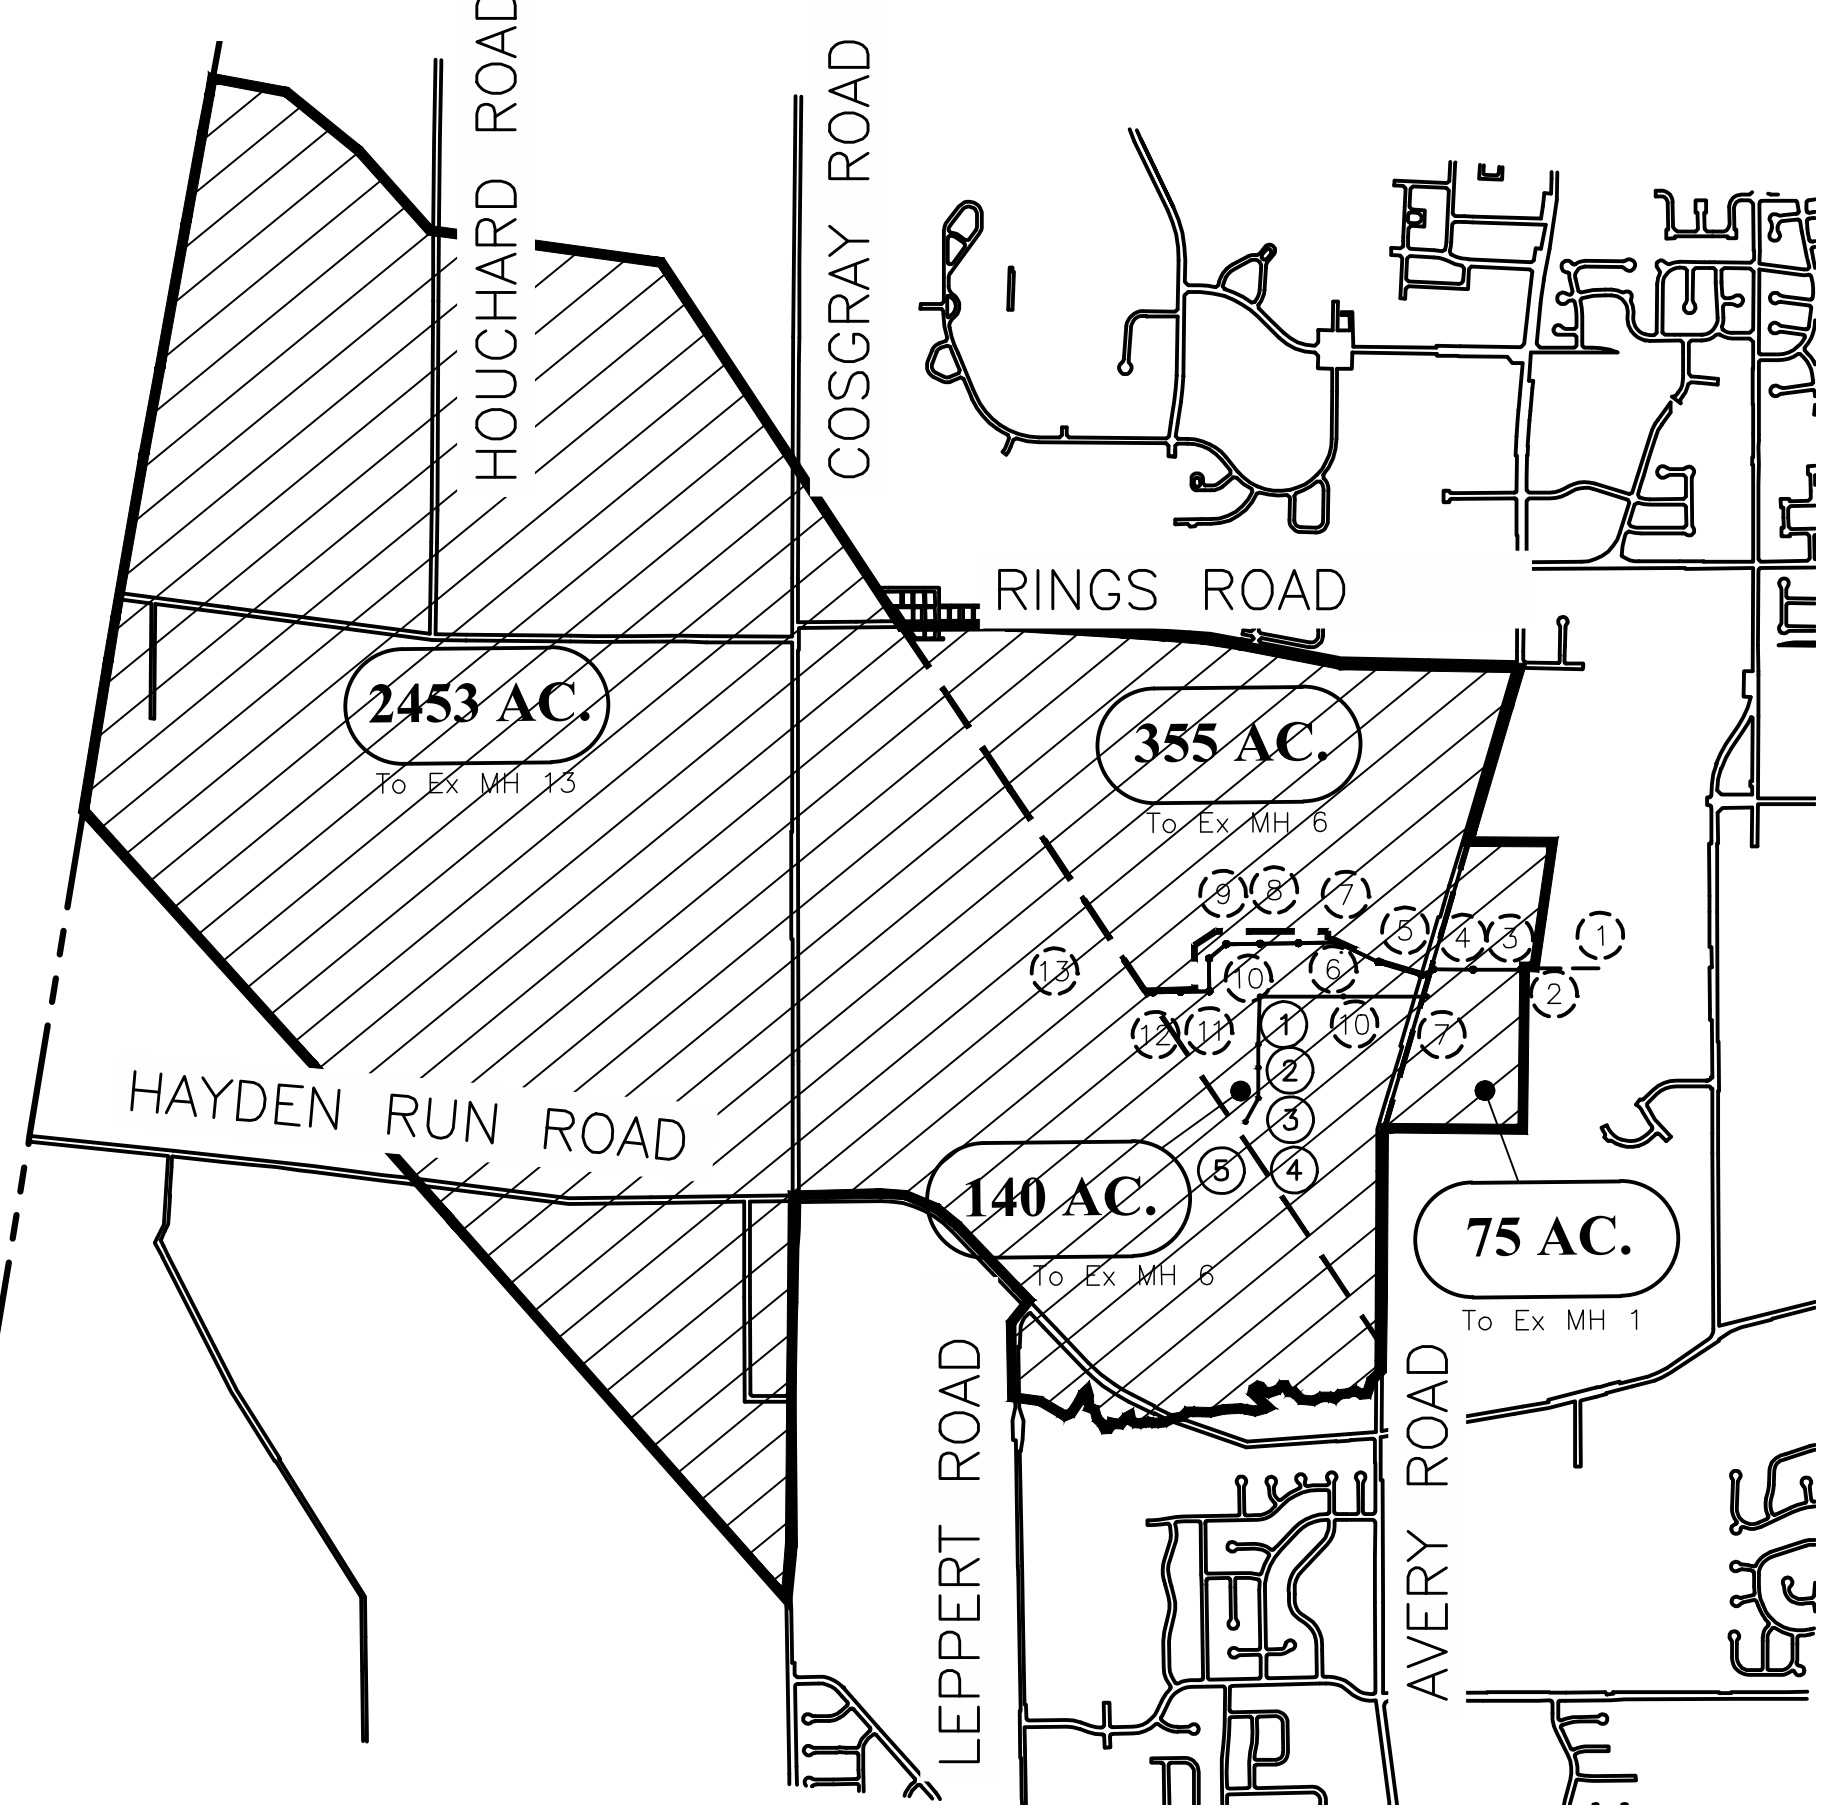 HOUCHARD ROAD
COSGRAY ROAD
RINGS ROAD
2453 AC.
To Ex MH 13
355 AC.
To Ex MH 6
9
8
7
5
4
3
1
13
10
6
2
12
11
1
10
7
2
3
5
4
HAYDEN RUN ROAD
140 AC.
To Ex MH 6
75 AC.
To Ex MH 1
LEPPERT ROAD
AVERY ROAD